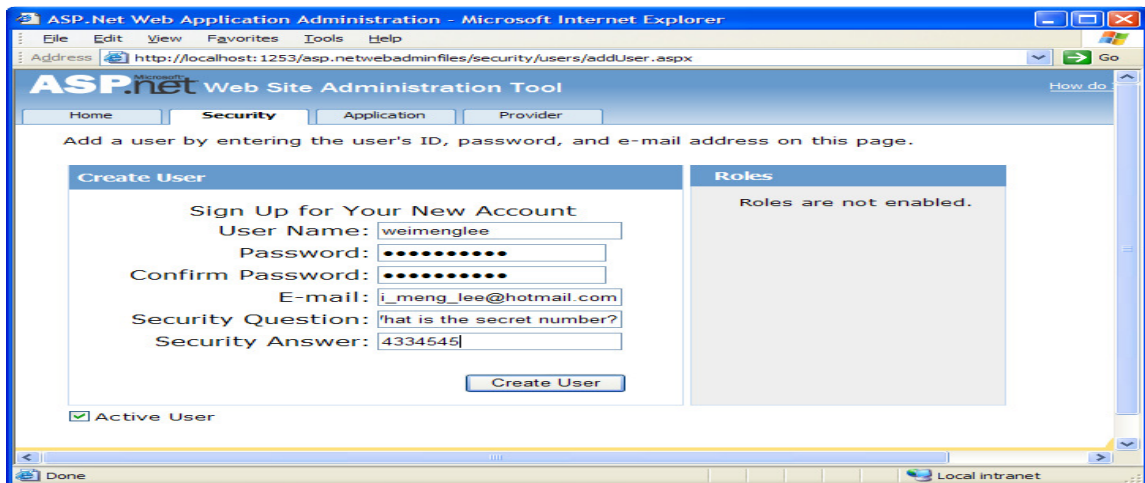 ASP.Net Web Application Administration - Microsoft Internet Explorer
File Edit View Favorites Tools Help
Address http://localhost:1253/asp.netwebadminfiles/security/users/addUser.aspx Go
Microsoft
ASP.net Web Site Administration Tool How do
Home Security Application Provider
Add a user by entering the user's ID, password, and e-mail address on this page.
Create User Roles
Sign Up for Your New Account Roles are not enabled.
User Name: weimenglee
Password: ••••••••••
Confirm Password: ••••••••••
E-mail: i_meng_lee@hotmail.com
Security Question: hat is the secret number?
Security Answer: 4334545
Create User
Active User
Done Local intranet